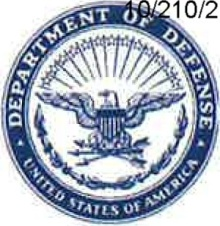 10/210/2
DEPARTMENT OF DEFENSE
UNITED STATES OF AMERICA